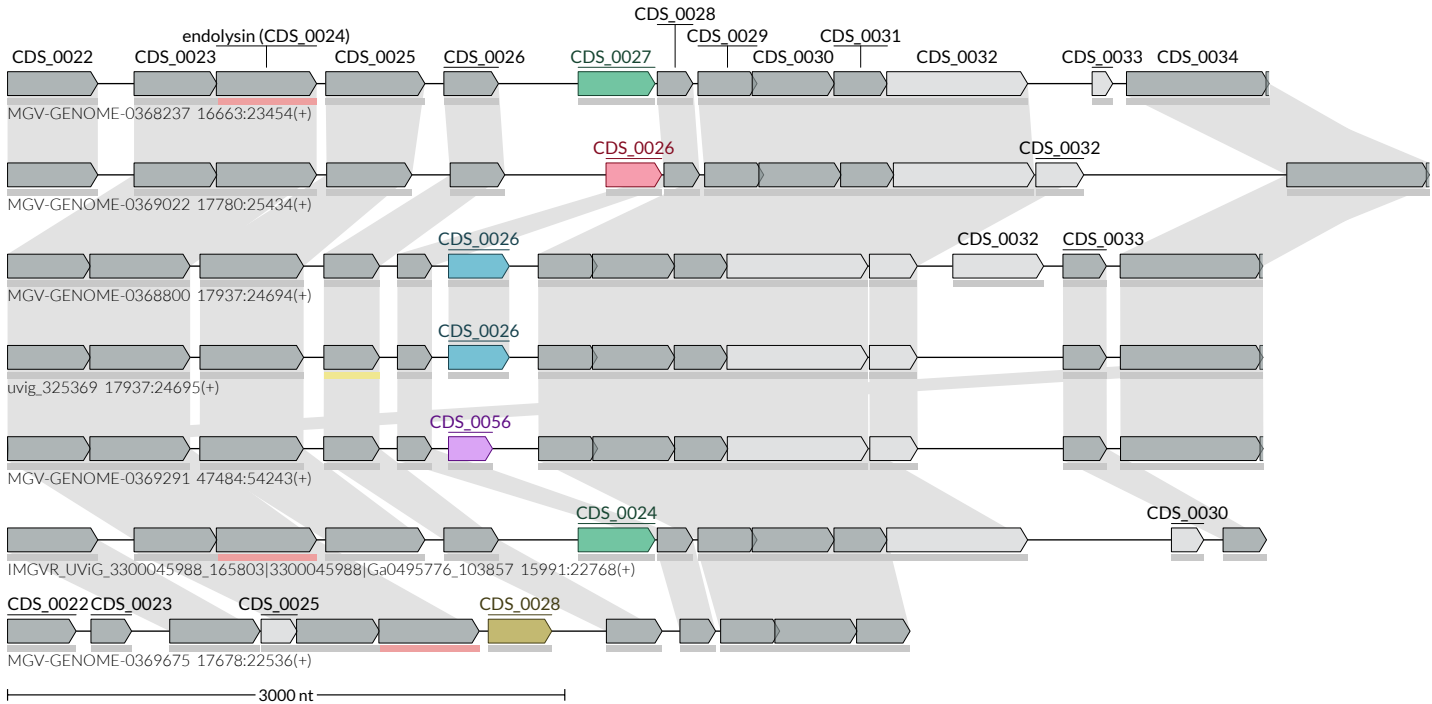 CDS_0028
endolysin (CDS_0024)
CDS_0029 CDS_0031
CDS_0022 CDS_0023 CDS_0025 CDS_0026 CDS_0027 CDS_0030 CDS_0032 CDS_0033 CDS_0034
MGV-GENOME-0368237 16663:23454(+)
CDS_0026 CDS_0032
MGV-GENOME-0369022 17780:25434(+)
CDS_0026 CDS_0032 CDS_0033
MGV-GENOME-0368800 17937:24694(+)
CDS_0026
uvig_325369 17937:24695(+)
CDS_0056
MGV-GENOME-0369291 47484:54243(+)
CDS_0024 CDS_0030
IMGVR_UViG_3300045988_165803|3300045988|Ga0495776_103857 15991:22768(+)
CDS_0022 CDS_0023 CDS_0025 CDS_0028
MGV-GENOME-0369675 17678:22536(+)
3000 nt